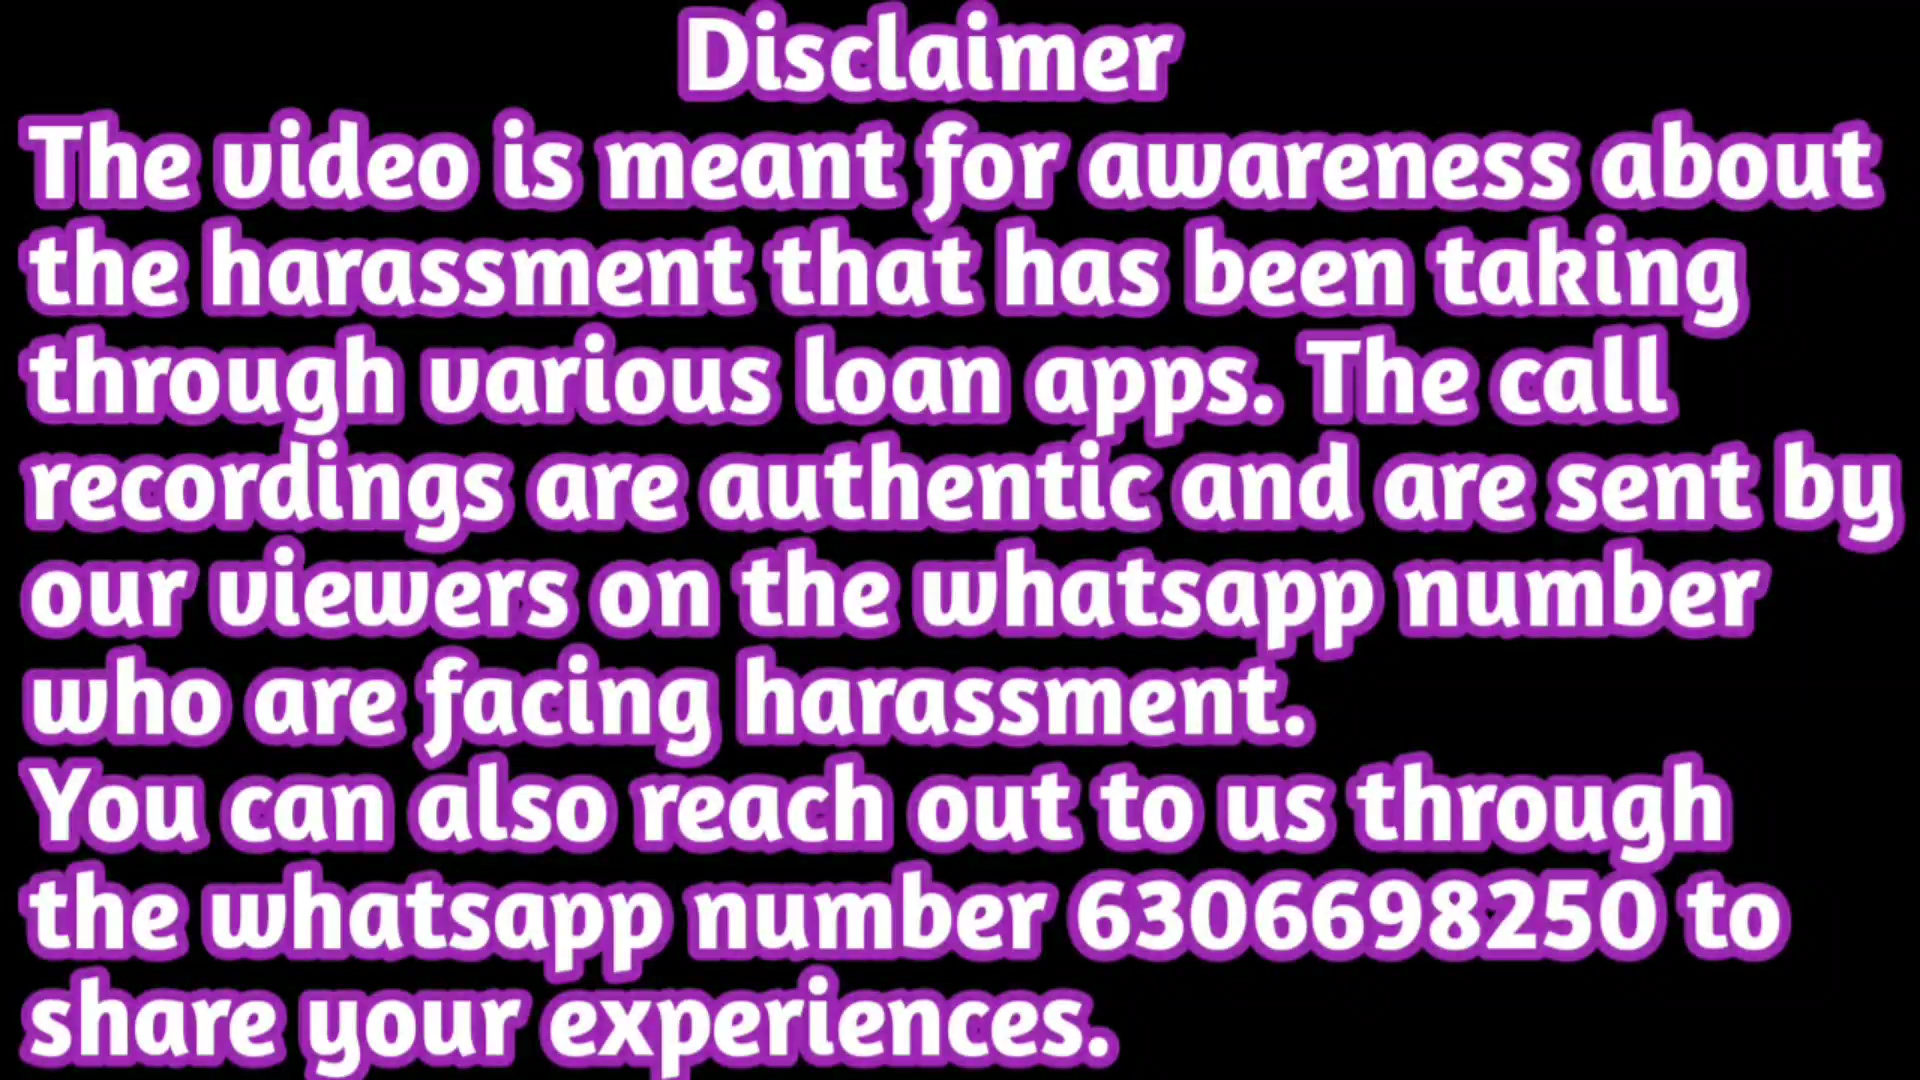 Disclaimer
The video is meant for awareness about
the harassment that has been taking
through various loan apps. The call
recordings are authentic and are sent by
our viewers on the whatsapp number
who are facing harassment.
You can also reach out to us through
the whatsapp number 6306698250 to
share your experiences.